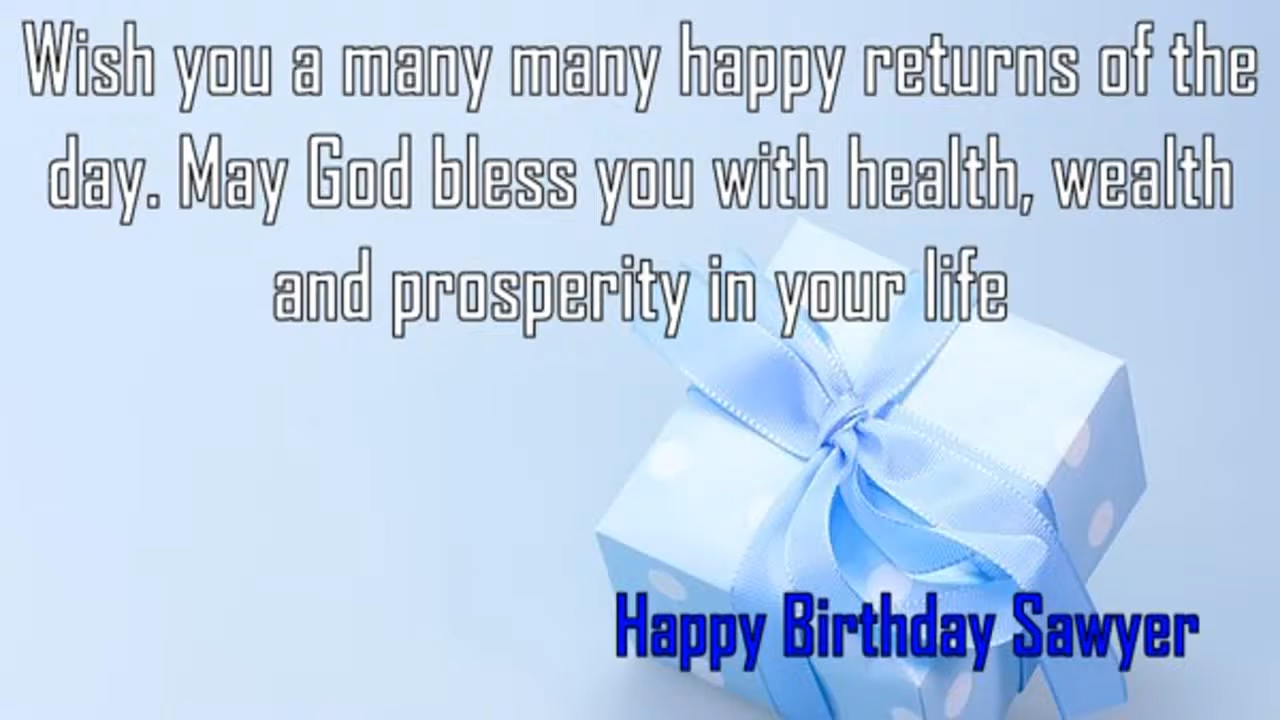 Wish you a many many happy returns of the
day. May God bless you with health, wealth
and prosperity in your life
Happy Birthday Sawyer